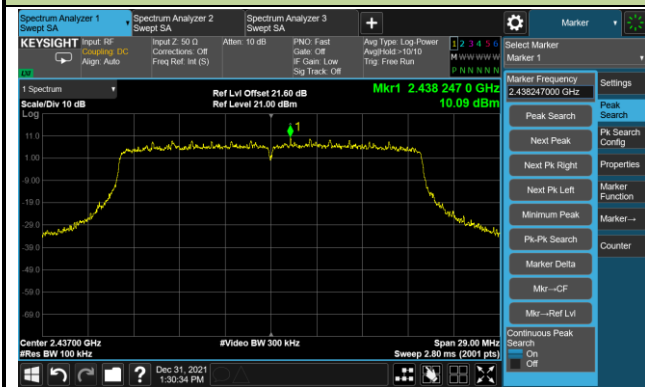 Spectrum Analyzer 1
Swept SA
Spectrum Analyzer 2
Swept SA
Spectrum Analyzer 3
Swept SA
+
Marker
KEYSIGHT
Input: RF
Coupling: DC
Align: Auto
Input Z: 50 Ω
Corrections: Off
Freq Ref: Int (S)
Atten: 10 dB
PNO: Fast
Gate: Off
IF Gain: Low
Sig Track: Off
Avg Type: Log-Power
Avg|Hold:>10/10
Trig: Free Run
1 2 3 4 5 6
M W W W W W
P N N N N N
LXI
Select Marker
Marker 1
1 Spectrum
Scale/Div 10 dB
Log
Ref Lvl Offset 21.60 dB
Ref Level 21.00 dBm
Mkr1 2.438 247 0 GHz
10.09 dBm
1
11.0
1.00
-9.00
-19.0
-29.0
-39.0
-49.0
-59.0
-69.0
Center 2.43700 GHz
#Res BW 100 kHz
#Video BW 300 kHz
Span 29.00 MHz
Sweep 2.80 ms (2001 pts)
Marker Frequency
2.438247000 GHz
Peak Search
Next Peak
Next Pk Right
Next Pk Left
Minimum Peak
Pk-Pk Search
Marker Delta
Mkr→CF
Mkr→Ref Lvl
Continuous Peak
Search
On
Off
Settings
Peak
Search
Pk Search
Config
Properties
Marker
Function
Marker→
Counter
?
Dec 31, 2021
1:30:34 PM